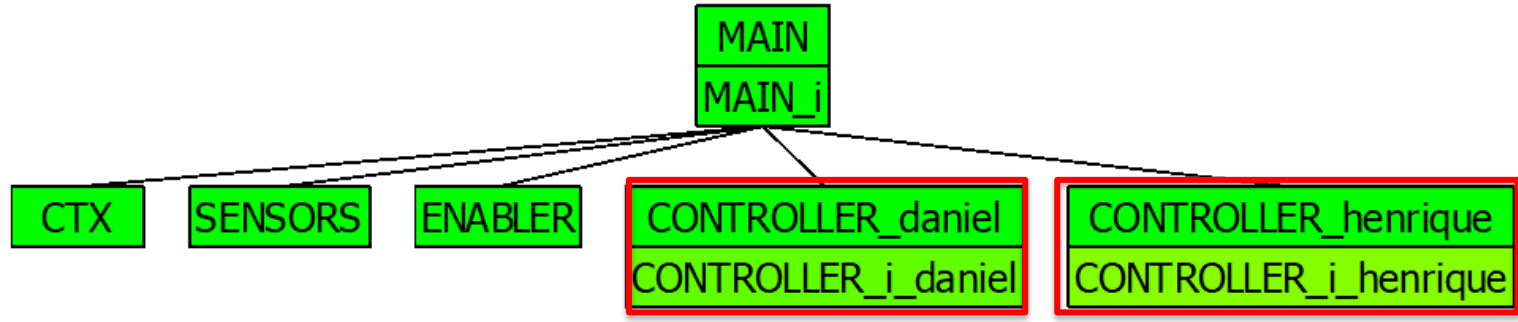 MAIN
MAIN_i
CTX
SENSORS
ENABLER
CONTROLLER_daniel
CONTROLLER_i_daniel
CONTROLLER_henrique
CONTROLLER_i_henrique